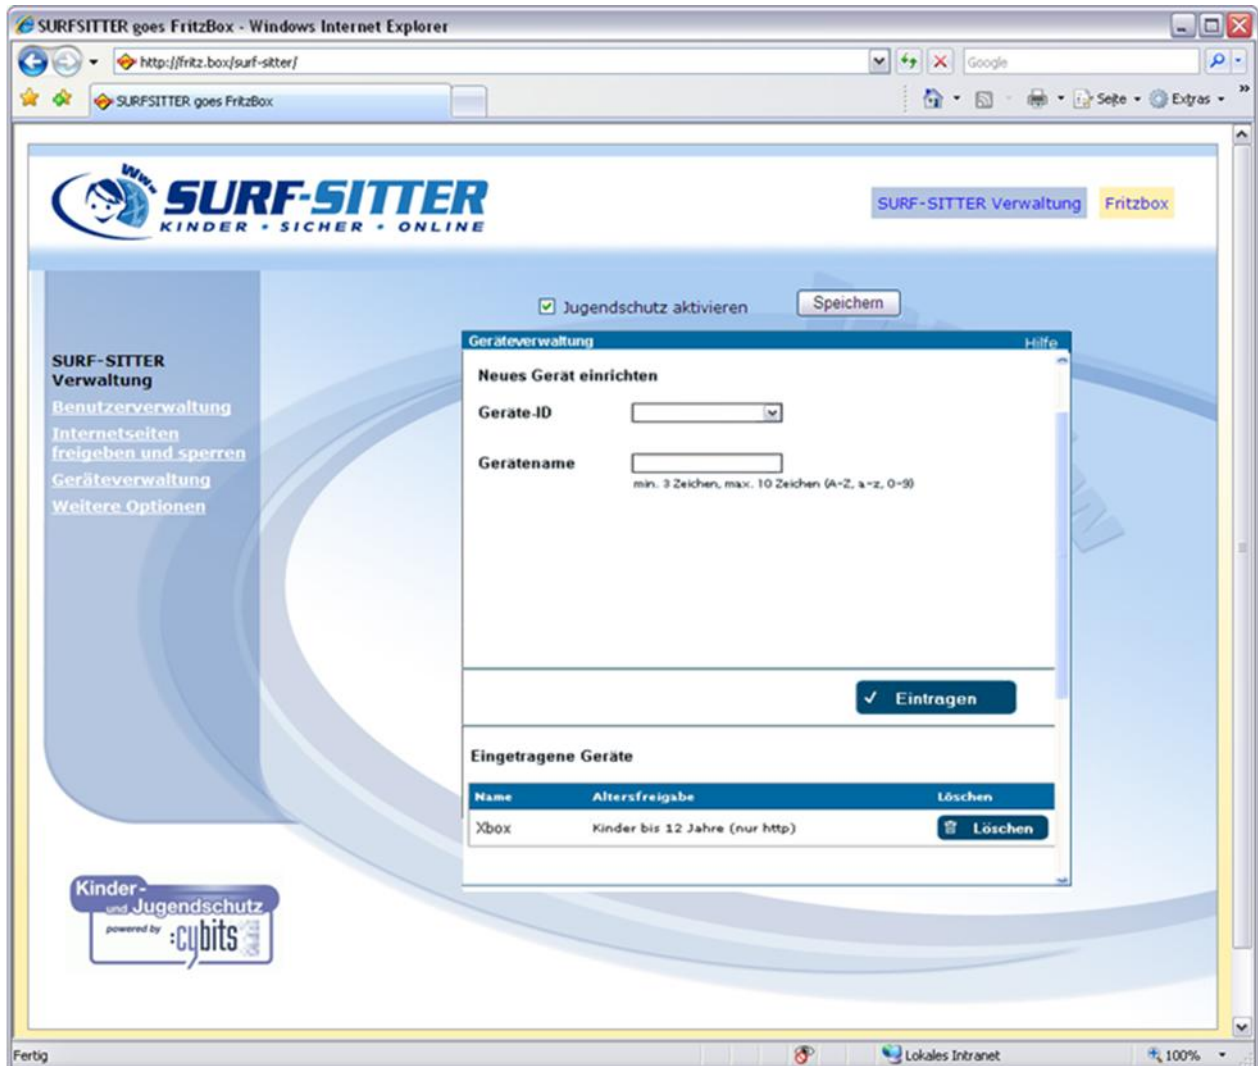 SURFSITTER goes FritzBox - Windows Internet Explorer
http://fritz.box/surf-sitter/
Google
SURFSITTER goes FritzBox
Seite
Extras
www.
SURF-SITTER
KINDER • SICHER • ONLINE
SURF-SITTER Verwaltung
Fritzbox
Jugendschutz aktivieren
Speichern
SURF-SITTER
Verwaltung
Benutzerverwaltung
Internetseiten
freigeben und sperren
Geräteverwaltung
Weitere Optionen
Geräteverwaltung
Hilfe
Neues Gerät einrichten
Geräte-ID
Gerätename
min. 3 Zeichen, max. 10 Zeichen (A-Z, a-z, 0-9)
Eintragen
Eingetragene Geräte
Name Altersfreigabe Löschen
Xbox Kinder bis 12 Jahre (nur http) Löschen
Kinder-
und Jugendschutz
powered by :cybits
Fertig
Lokales Intranet
100%